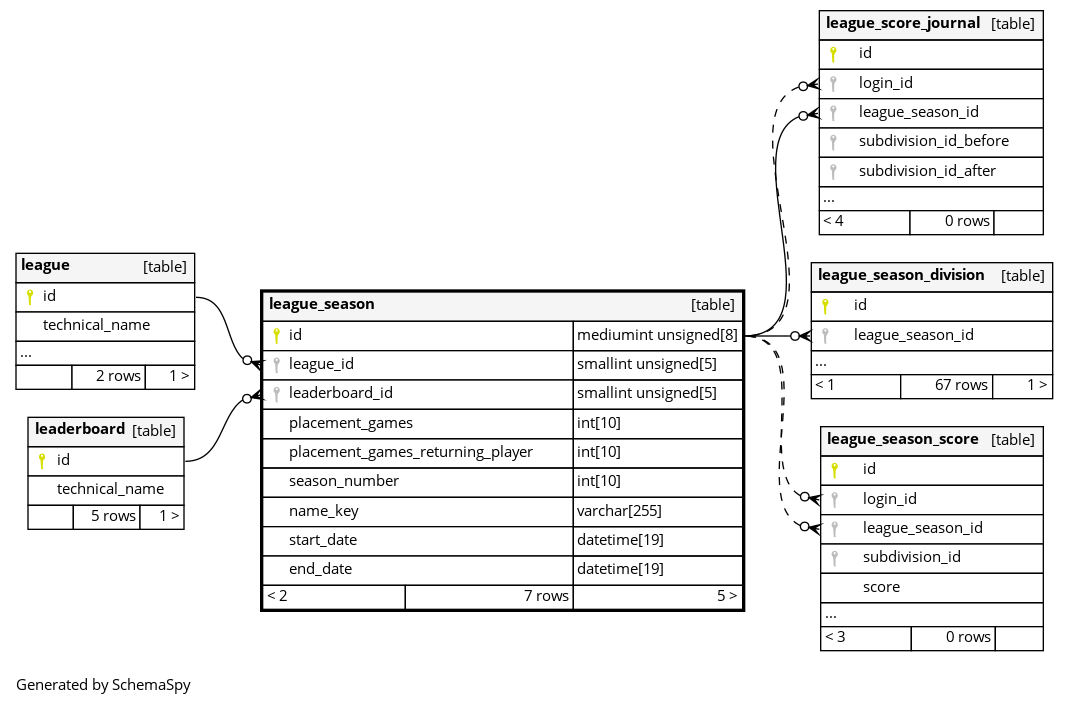 league_score_journal [table]
id
login_id
league_season_id
subdivision_id_before
subdivision_id_after
...
< 4 0 rows
league [table]
id
technical_name
...
2 rows 1 >
leaderboard [table]
id
technical_name
5 rows 1 >
league_season [table]
id mediumint unsigned[8]
league_id smallint unsigned[5]
leaderboard_id smallint unsigned[5]
placement_games int[10]
placement_games_returning_player int[10]
season_number int[10]
name_key varchar[255]
start_date datetime[19]
end_date datetime[19]
< 2 7 rows 5 >
league_season_division [table]
id
league_season_id
...
< 1 67 rows 1 >
league_season_score [table]
id
login_id
league_season_id
subdivision_id
score
...
< 3 0 rows
Generated by SchemaSpy